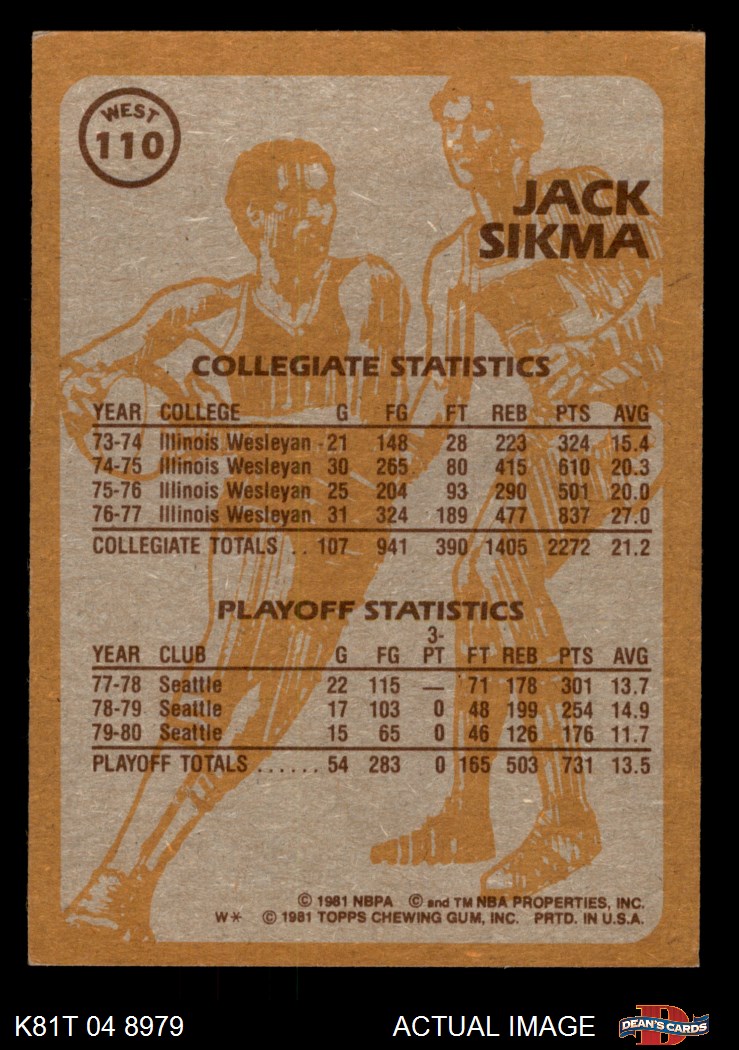 WEST
110
JACK
SIKMA
COLLEGIATE STATISTICS
YEAR COLLEGE G FG FT REB PTS AVG
73-74 Illinois Wesleyan 21 148 28 223 324 15.4
74-75 Illinois Wesleyan 30 265 80 415 610 20.3
75-76 Illinois Wesleyan 25 204 93 290 501 20.0
76-77 Illinois Wesleyan 31 324 189 477 837 27.0
COLLEGIATE TOTALS .. 107 941 390 1405 2272 21.2
PLAYOFF STATISTICS
3-
YEAR CLUB G FG PT FT REB PTS AVG
77-78 Seattle 22 115 — 71 178 301 13.7
78-79 Seattle 17 103 0 48 199 254 14.9
79-80 Seattle 15 65 0 46 126 176 11.7
PLAYOFF TOTALS ...... 54 283 0 165 503 731 13.5
© 1981 NBPA © and TM NBA PROPERTIES, INC.
W* © 1981 TOPPS CHEWING GUM, INC. PRTD. IN U.S.A.
K81T 04 8979 ACTUAL IMAGE
D
DEAN'S CARDS